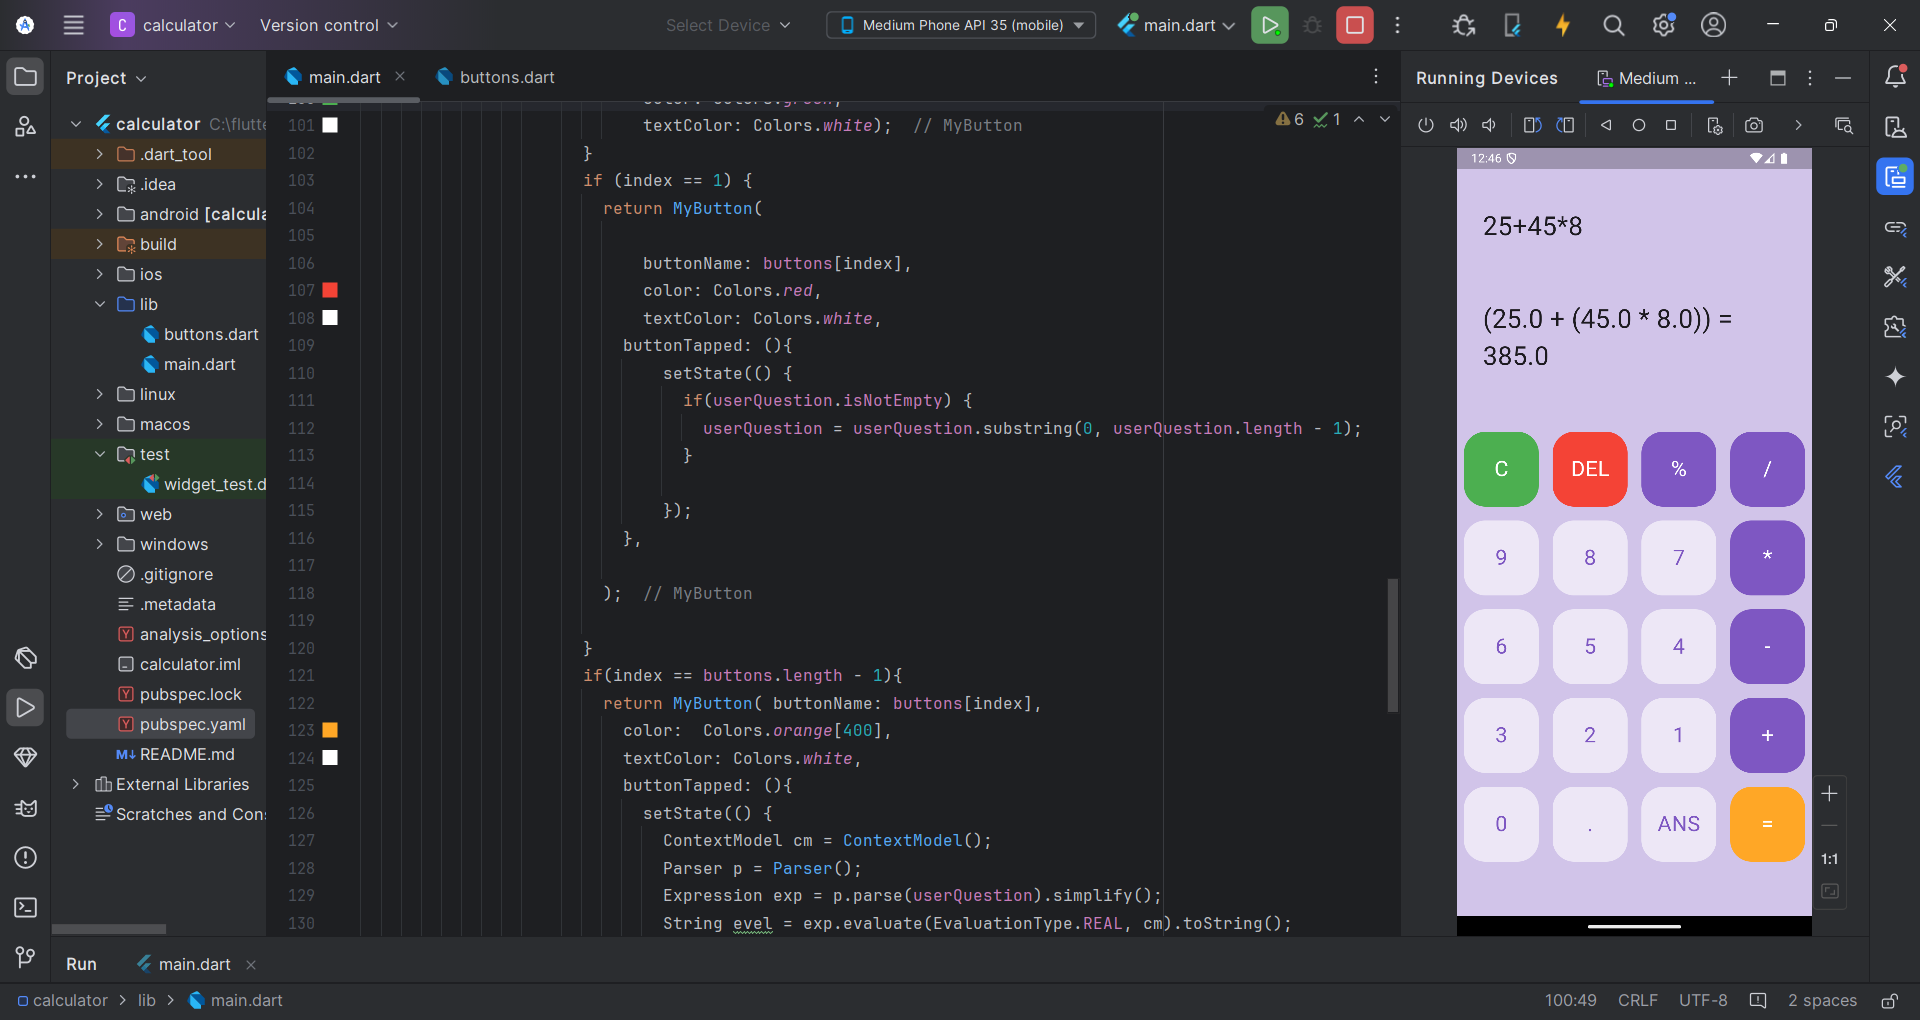 C calculator Version control Select Device Medium Phone API 35 (mobile) main.dart
Project
main.dart buttons.dart
Running Devices Medium ...
calculator C:\flutte
.dart_tool
.idea
android [calcula
build
ios
lib
buttons.dart
main.dart
linux
macos
test
widget_test.d
web
windows
.gitignore
.metadata
analysis_options
calculator.iml
pubspec.lock
pubspec.yaml
README.md
External Libraries
Scratches and Con
6 1
101 textColor: Colors.white); // MyButton
102 }
103 if (index == 1) {
104 return MyButton(
105
106 buttonName: buttons[index],
107 color: Colors.red,
108 textColor: Colors.white,
109 buttonTapped: (){
110 setState(() {
111 if(userQuestion.isNotEmpty) {
112 userQuestion = userQuestion.substring(0, userQuestion.length - 1);
113 }
114
115 });
116 },
117
118 ); // MyButton
119
120 }
121 if(index == buttons.length - 1){
122 return MyButton( buttonName: buttons[index],
123 color: Colors.orange[400],
124 textColor: Colors.white,
125 buttonTapped: (){
126 setState(() {
127 ContextModel cm = ContextModel();
128 Parser p = Parser();
129 Expression exp = p.parse(userQuestion).simplify();
130 String evel = exp.evaluate(EvaluationType.REAL, cm).toString();
12:46
25+45*8
(25.0 + (45.0 * 8.0)) =
385.0
C DEL % /
9 8 7 *
6 5 4 -
3 2 1 +
0 . ANS =
1:1
Run main.dart
calculator > lib > main.dart
100:49 CRLF UTF-8 2 spaces